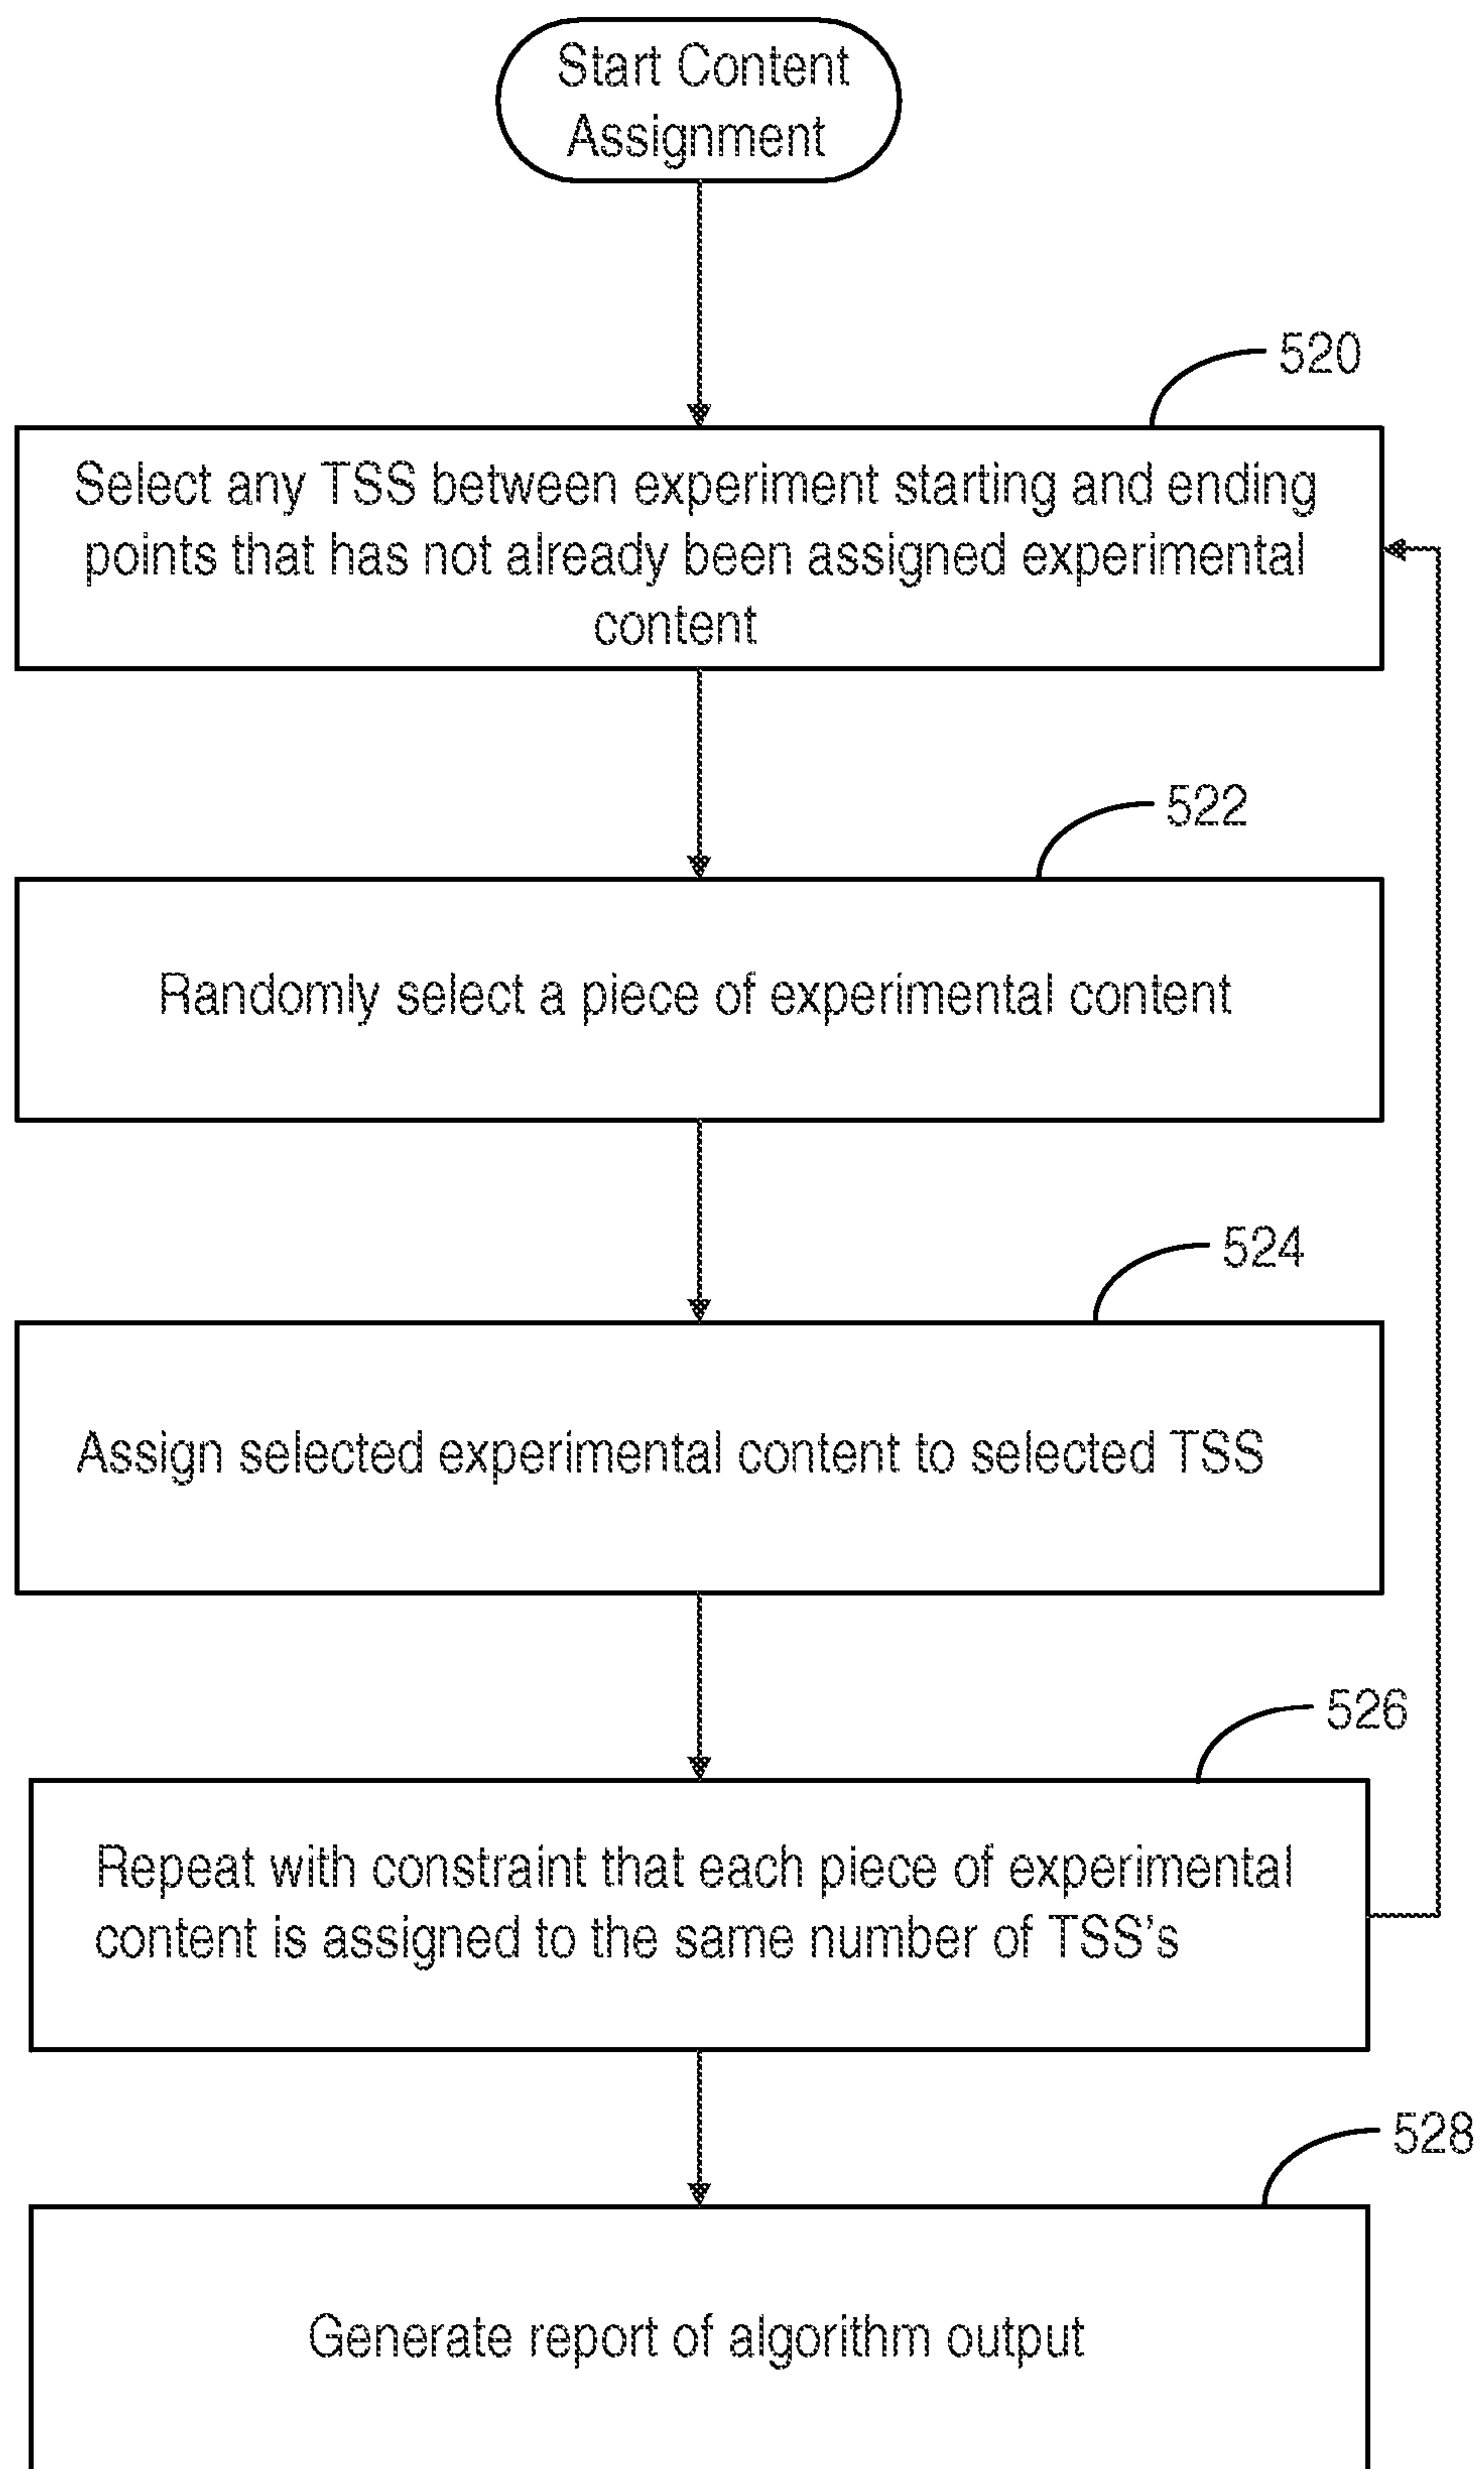 Start Content
Assignment
520
Select any TSS between experiment starting and ending
points that has not already been assigned experimental
content
522
Randomly select a piece of experimental content
524
Assign selected experimental content to selected TSS
526
Repeat with constraint that each piece of experimental
content is assigned to the same number of TSS's
528
Generate report of algorithm output